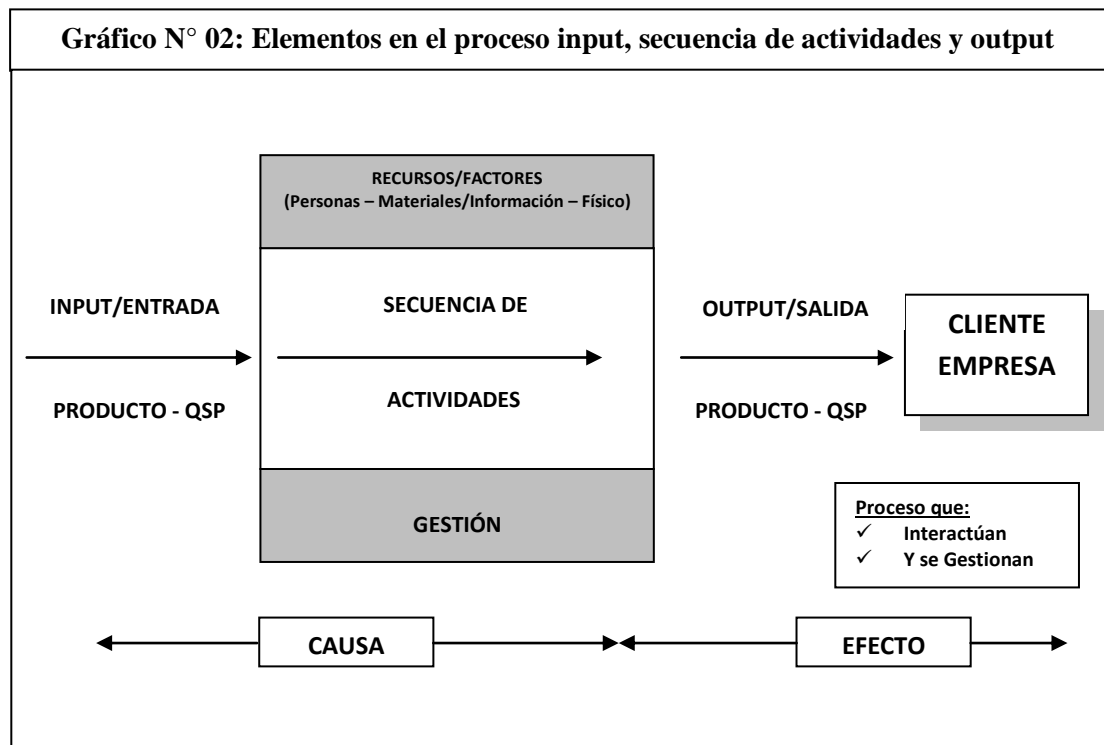 Gráfico N° 02: Elementos en el proceso input, secuencia de actividades y output
RECURSOS/FACTORES
(Personas – Materiales/Información – Físico)
INPUT/ENTRADA
PRODUCTO - QSP
SECUENCIA DE
ACTIVIDADES
OUTPUT/SALIDA
PRODUCTO - QSP
CLIENTE
EMPRESA
GESTIÓN
Proceso que:
✓ Interactúan
✓ Y se Gestionan
CAUSA
EFECTO